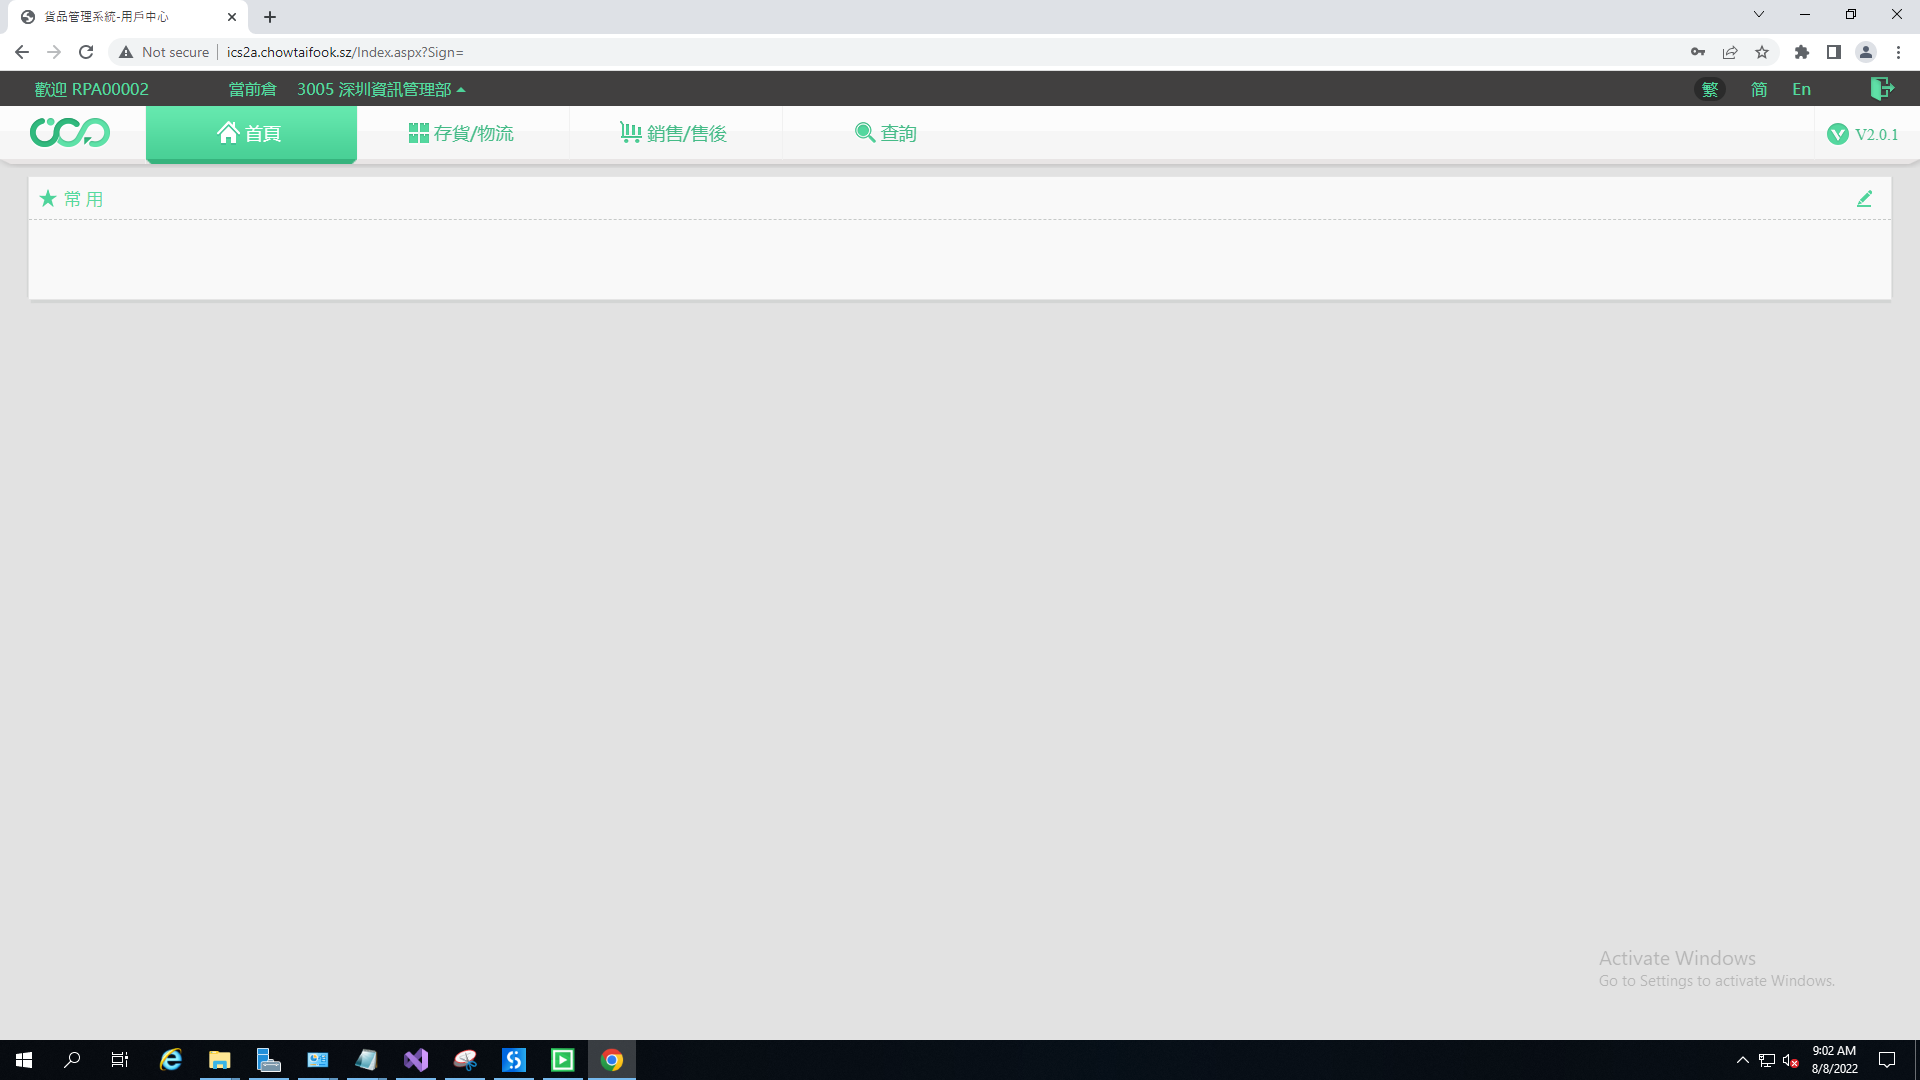 貨品管理系統-用戶中心
Not secure
ics2a.chowtaifook.sz/Index.aspx?Sign=
歡迎 RPA00002
當前倉
3005 深圳資訊管理部
繁
简
En
首頁
存貨/物流
銷售/售後
查詢
V2.0.1
常 用
Activate Windows
Go to Settings to activate Windows.
9:02 AM
8/8/2022